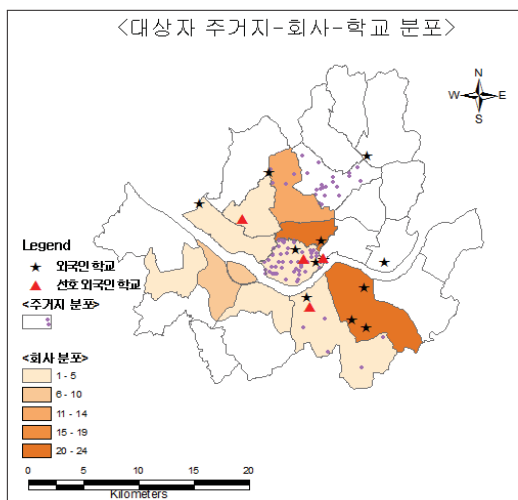 <대상자 주거지-회사-학교 분포>
N
W E
S
Legend
외국인 학교
선호 외국인 학교
<주거지 분포>
<회사 분포>
1 - 5
6 - 10
11 - 14
15 - 19
20 - 24
0 5 10 15 20
Kilometers